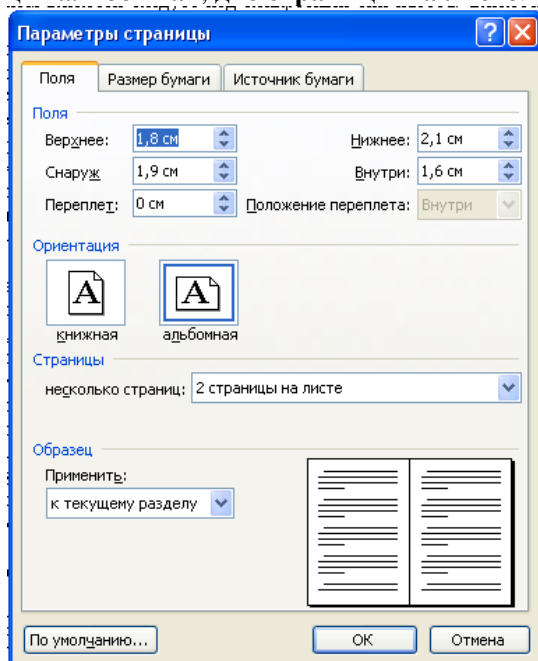 Параметры страницы
Поля Размер бумаги Источник бумаги
Поля
Верхнее: 1,8 см Нижнее: 2,1 см
Снаруж 1,9 см Внутри: 1,6 см
Переплет: 0 см Положение переплета: Внутри
Ориентация
A A
книжная альбомная
Страницы
несколько страниц: 2 страницы на листе
Образец
Применить:
к текущему разделу
По умолчанию... ОК Отмена